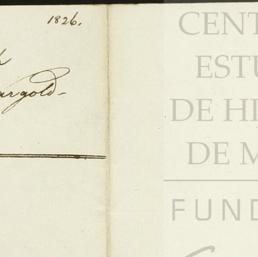 1826.
CENT
ESTU
DE HI
DE M
FUND